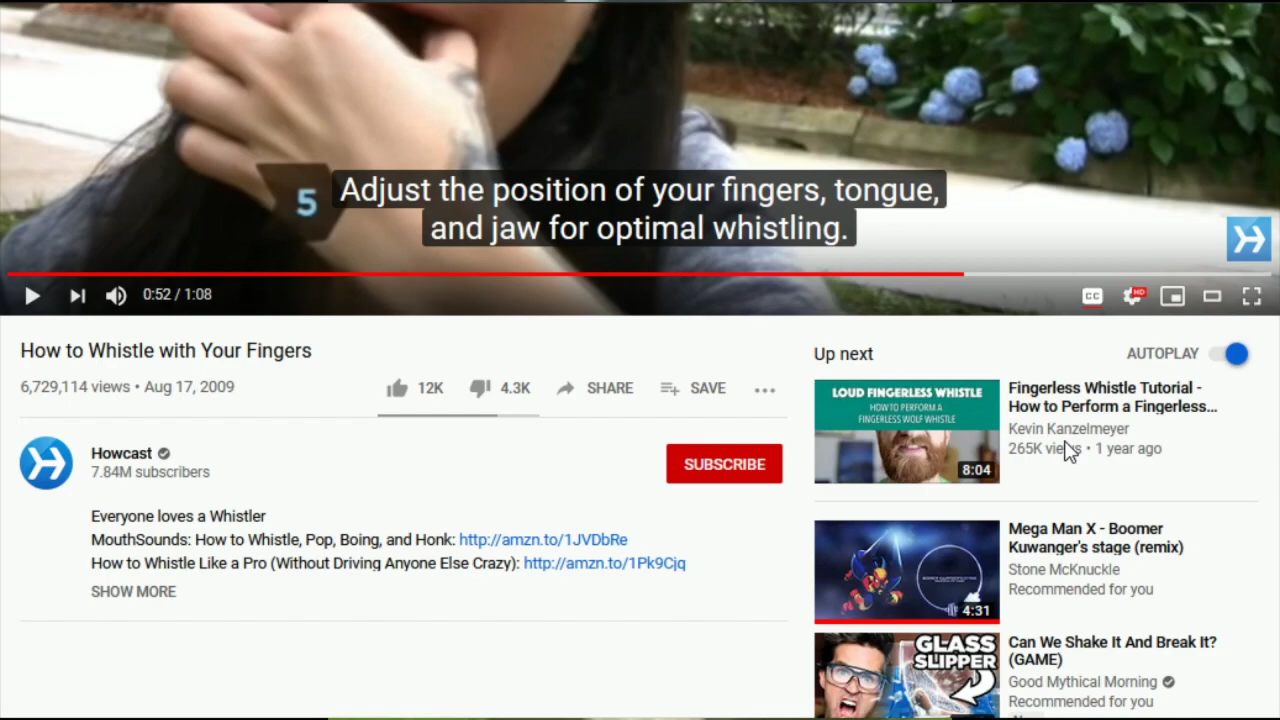 5
Adjust the position of your fingers, tongue,
and jaw for optimal whistling.
0:52 / 1:08
CC
HD
How to Whistle with Your Fingers
6,729,114 views • Aug 17, 2009
12K
4.3K
SHARE
SAVE
Howcast
7.84M subscribers
SUBSCRIBE
Everyone loves a Whistler
MouthSounds: How to Whistle, Pop, Boing, and Honk: http://amzn.to/1JVDbRe
How to Whistle Like a Pro (Without Driving Anyone Else Crazy): http://amzn.to/1Pk9Cjq
SHOW MORE
Up next
AUTOPLAY
LOUD FINGERLESS WHISTLE
HOW TO PERFORM A
FINGERLESS WOLF WHISTLE
8:04
Fingerless Whistle Tutorial -
How to Perform a Fingerless...
Kevin Kanzelmeyer
265K views • 1 year ago
4:31
Mega Man X - Boomer
Kuwanger's stage (remix)
Stone McKnuckle
Recommended for you
GLASS
SLIPPER
Can We Shake It And Break It?
(GAME)
Good Mythical Morning
Recommended for you